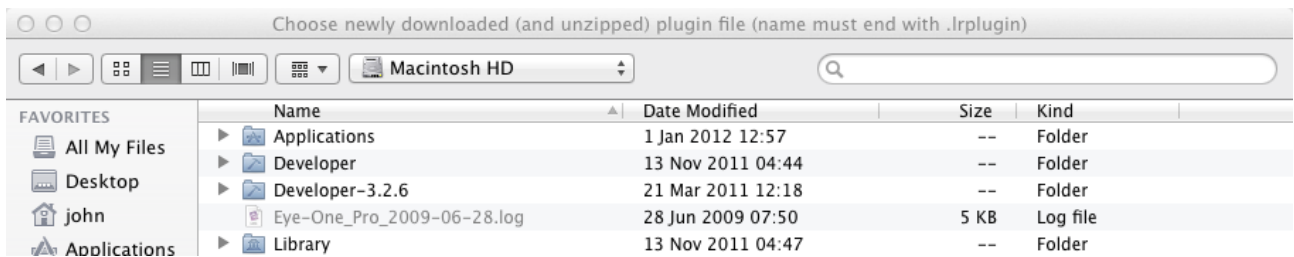 Choose newly downloaded (and unzipped) plugin file (name must end with .lrplugin)
Macintosh HD
FAVORITES
All My Files
Desktop
john
Applications
Name Date Modified Size Kind
Applications 1 Jan 2012 12:57 -- Folder
Developer 13 Nov 2011 04:44 -- Folder
Developer-3.2.6 21 Mar 2011 12:18 -- Folder
Eye-One_Pro_2009-06-28.log 28 Jun 2009 07:50 5 KB Log file
Library 13 Nov 2011 04:47 -- Folder